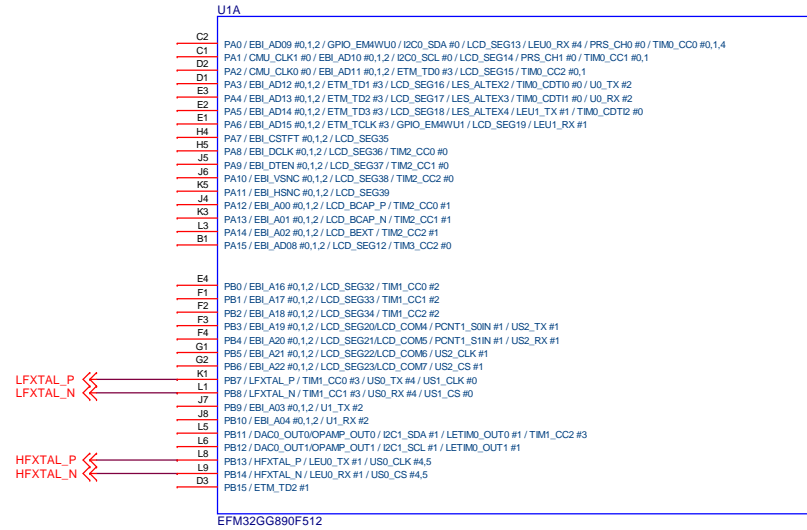 U1A
C2 PA0 / EBI_AD09 #0,1,2 / GPIO_EM4WU0 / I2C0_SDA #0 / LCD_SEG13 / LEU0_RX #4 / PRS_CH0 #0 / TIM0_CC0 #0,1,4
C1 PA1 / CMU_CLK1 #0 / EBI_AD10 #0,1,2 / I2C0_SCL #0 / LCD_SEG14 / PRS_CH1 #0 / TIM0_CC1 #0,1
D2 PA2 / CMU_CLK0 #0 / EBI_AD11 #0,1,2 / ETM_TD0 #3 / LCD_SEG15 / TIM0_CC2 #0,1
D1 PA3 / EBI_AD12 #0,1,2 / ETM_TD1 #3 / LCD_SEG16 / LES_ALTEX2 / TIM0_CDTI0 #0 / U0_TX #2
E3 PA4 / EBI_AD13 #0,1,2 / ETM_TD2 #3 / LCD_SEG17 / LES_ALTEX3 / TIM0_CDTI1 #0 / U0_RX #2
E2 PA5 / EBI_AD14 #0,1,2 / ETM_TD3 #3 / LCD_SEG18 / LES_ALTEX4 / LEU1_TX #1 / TIM0_CDTI2 #0
E1 PA6 / EBI_AD15 #0,1,2 / ETM_TCLK #3 / GPIO_EM4WU1 / LCD_SEG19 / LEU1_RX #1
H4 PA7 / EBI_CSTFT #0,1,2 / LCD_SEG35
H5 PA8 / EBI_DCLK #0,1,2 / LCD_SEG36 / TIM2_CC0 #0
J5 PA9 / EBI_DTEN #0,1,2 / LCD_SEG37 / TIM2_CC1 #0
J6 PA10 / EBI_VSNC #0,1,2 / LCD_SEG38 / TIM2_CC2 #0
K5 PA11 / EBI_HSNC #0,1,2 / LCD_SEG39
J4 PA12 / EBI_A00 #0,1,2 / LCD_BCAP_P / TIM2_CC0 #1
K3 PA13 / EBI_A01 #0,1,2 / LCD_BCAP_N / TIM2_CC1 #1
L3 PA14 / EBI_A02 #0,1,2 / LCD_BEXT / TIM2_CC2 #1
B1 PA15 / EBI_AD08 #0,1,2 / LCD_SEG12 / TIM3_CC2 #0
E4 PB0 / EBI_A16 #0,1,2 / LCD_SEG32 / TIM1_CC0 #2
F1 PB1 / EBI_A17 #0,1,2 / LCD_SEG33 / TIM1_CC1 #2
F2 PB2 / EBI_A18 #0,1,2 / LCD_SEG34 / TIM1_CC2 #2
F3 PB3 / EBI_A19 #0,1,2 / LCD_SEG20/LCD_COM4 / PCNT1_S0IN #1 / US2_TX #1
F4 PB4 / EBI_A20 #0,1,2 / LCD_SEG21/LCD_COM5 / PCNT1_S1IN #1 / US2_RX #1
G1 PB5 / EBI_A21 #0,1,2 / LCD_SEG22/LCD_COM6 / US2_CLK #1
G2 PB6 / EBI_A22 #0,1,2 / LCD_SEG23/LCD_COM7 / US2_CS #1
LFXTAL_P K1 PB7 / LFXTAL_P / TIM1_CC0 #3 / US0_TX #4 / US1_CLK #0
LFXTAL_N L1 PB8 / LFXTAL_N / TIM1_CC1 #3 / US0_RX #4 / US1_CS #0
J7 PB9 / EBI_A03 #0,1,2 / U1_TX #2
J8 PB10 / EBI_A04 #0,1,2 / U1_RX #2
L5 PB11 / DAC0_OUT0/OPAMP_OUT0 / I2C1_SDA #1 / LETIM0_OUT0 #1 / TIM1_CC2 #3
L6 PB12 / DAC0_OUT1/OPAMP_OUT1 / I2C1_SCL #1 / LETIM0_OUT1 #1
HFXTAL_P L8 PB13 / HFXTAL_P / LEU0_TX #1 / US0_CLK #4,5
HFXTAL_N L9 PB14 / HFXTAL_N / LEU0_RX #1 / US0_CS #4,5
D3 PB15 / ETM_TD2 #1
EFM32GG890F512